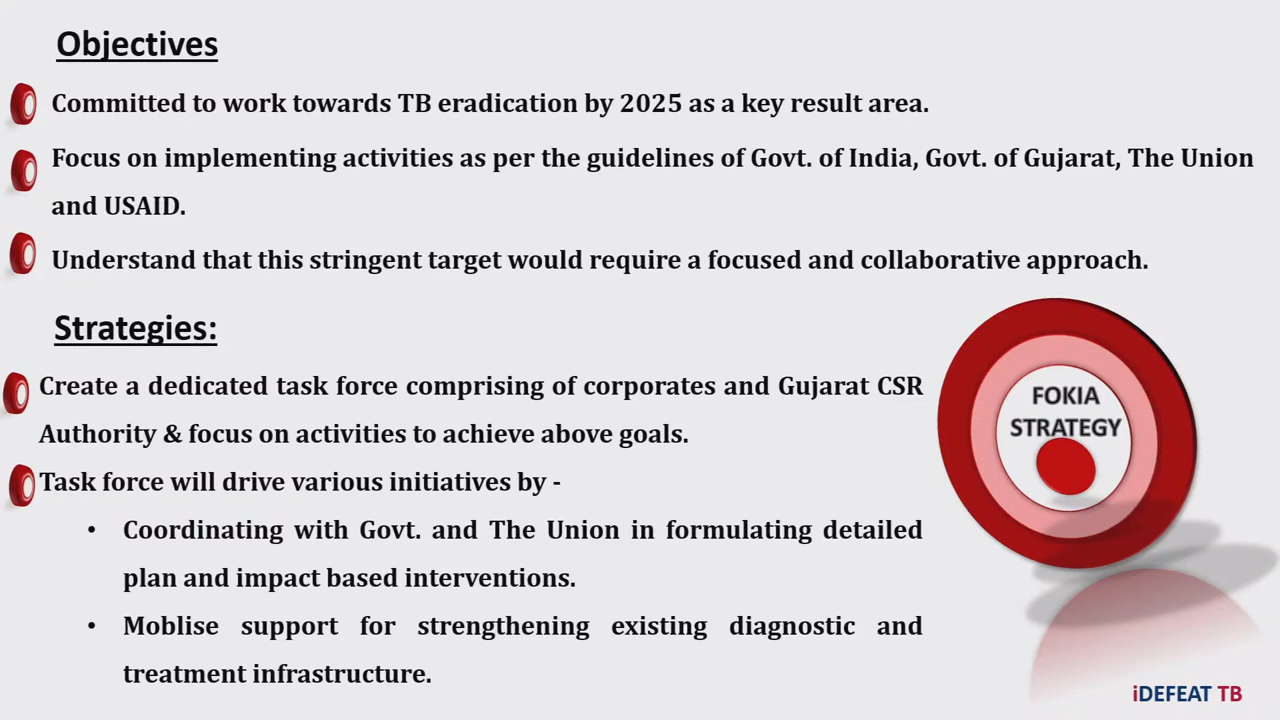 Objectives
Committed to work towards TB eradication by 2025 as a key result area.
Focus on implementing activities as per the guidelines of Govt. of India, Govt. of Gujarat, The Union
and USAID.
Understand that this stringent target would require a focused and collaborative approach.
Strategies:
Create a dedicated task force comprising of corporates and Gujarat CSR
Authority & focus on activities to achieve above goals.
Task force will drive various initiatives by -
• Coordinating with Govt. and The Union in formulating detailed
plan and impact based interventions.
• Moblise support for strengthening existing diagnostic and
treatment infrastructure.
FOKIA
STRATEGY
iDEFEAT TB